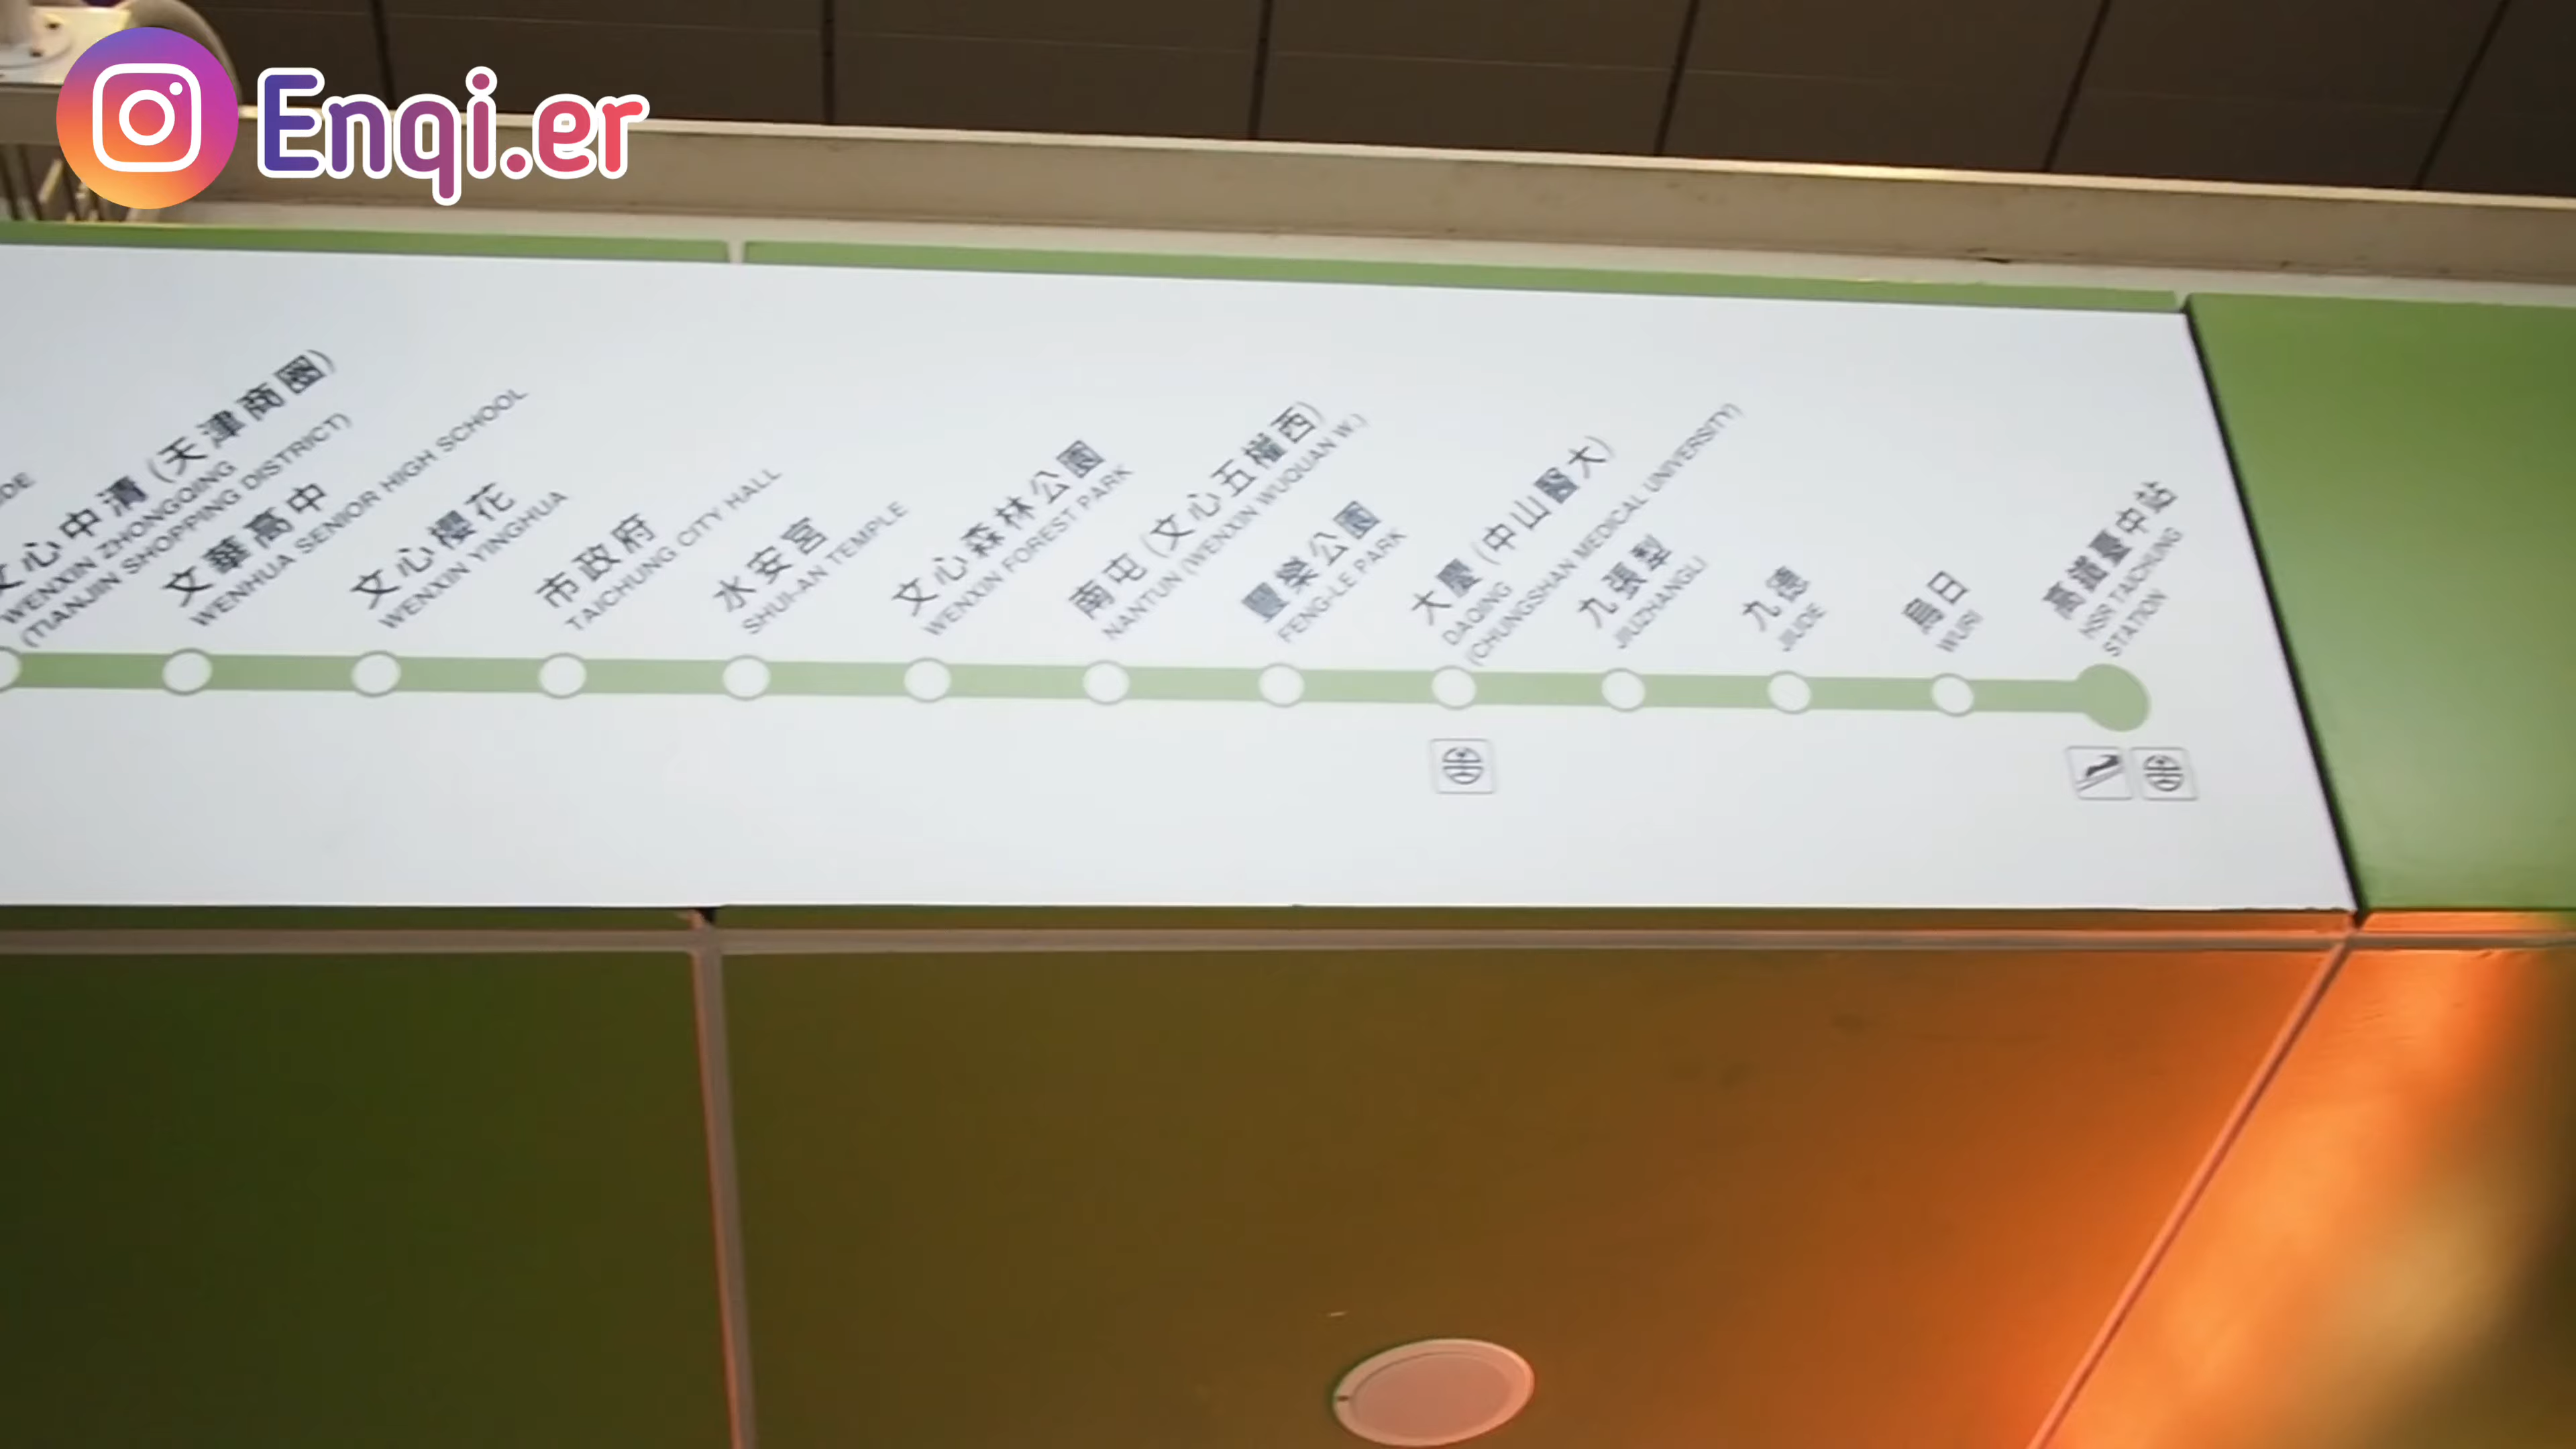 Enqi.er
文心中清 (天津商圈)
WENXIN ZHONGQING
(TIANJIN SHOPPING DISTRICT)
文華高中
WENHUA SENIOR HIGH SCHOOL
文心櫻花
WENXIN YINGHUA
市政府
TAICHUNG CITY HALL
水安宮
SHUI-AN TEMPLE
文心森林公園
WENXIN FOREST PARK
南屯 (文心五權西)
NANTUN (WENXIN WUQUAN W.)
豐樂公園
FENG-LE PARK
大慶 (中山醫大)
DAQING
(CHUNGSHAN MEDICAL UNIVERSITY)
九張犁
JIUZHANGLI
九德
JIUDE
烏日
WURI
高鐵臺中站
HSR TAICHUNG
STATION